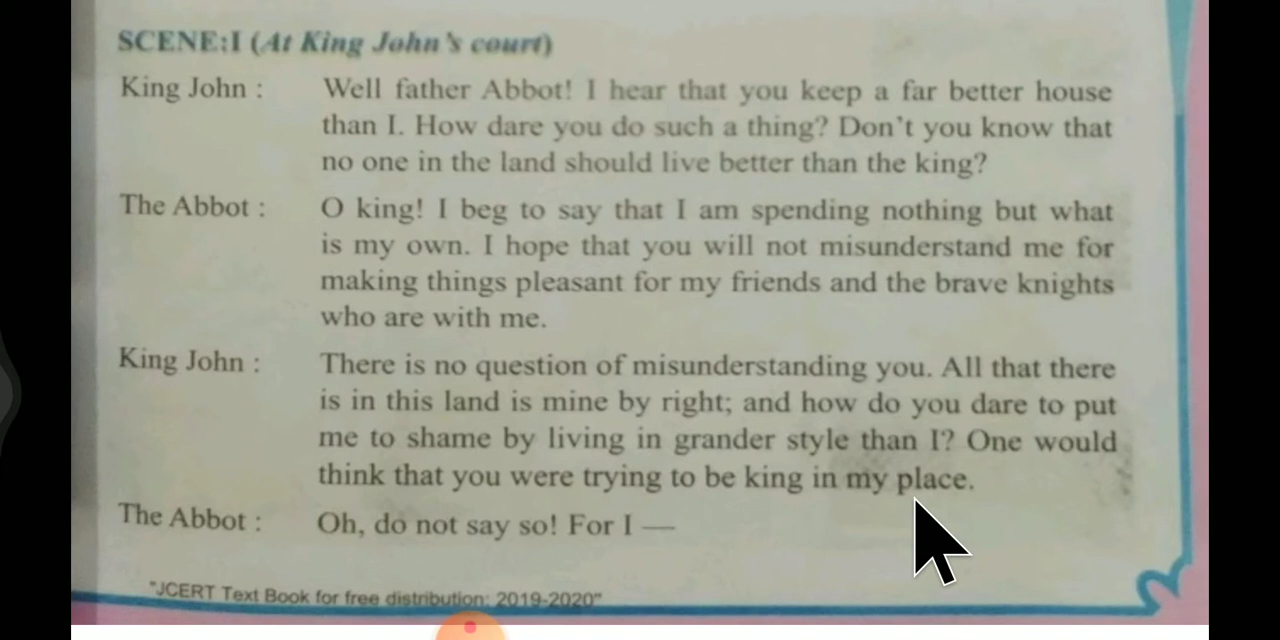 SCENE:I (At King John's court)
King John : Well father Abbot! I hear that you keep a far better house
than I. How dare you do such a thing? Don't you know that
no one in the land should live better than the king?
The Abbot : O king! I beg to say that I am spending nothing but what
is my own. I hope that you will not misunderstand me for
making things pleasant for my friends and the brave knights
who are with me.
King John : There is no question of misunderstanding you. All that there
is in this land is mine by right; and how do you dare to put
me to shame by living in grander style than I? One would
think that you were trying to be king in my place.
The Abbot : Oh, do not say so! For I —
"JCERT Text Book for free distribution: 2019-2020"